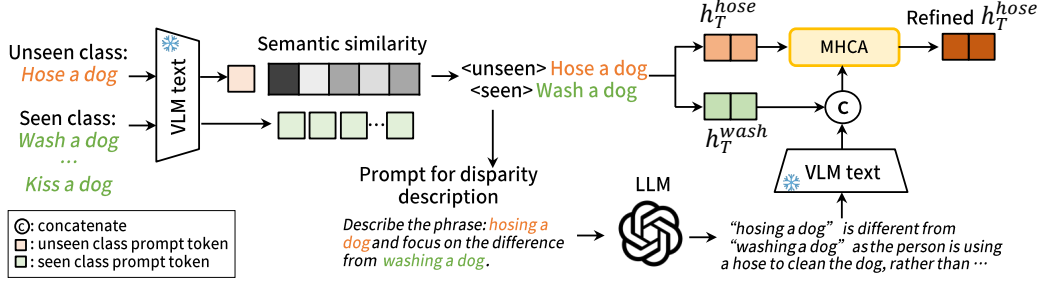 Unseen class:
Hose a dog
Seen class:
Wash a dog
...
Kiss a dog
VLM text
Semantic similarity
...
<unseen> Hose a dog
<seen> Wash a dog
h_T^{hose}
h_T^{wash}
MHCA
Refined h_T^{hose}
C
VLM text
Prompt for disparity
description
Describe the phrase: hosing a
dog and focus on the difference
from washing a dog.
LLM
“hosing a dog” is different from
“washing a dog” as the person is using
a hose to clean the dog, rather than ...
C: concatenate
: unseen class prompt token
: seen class prompt token